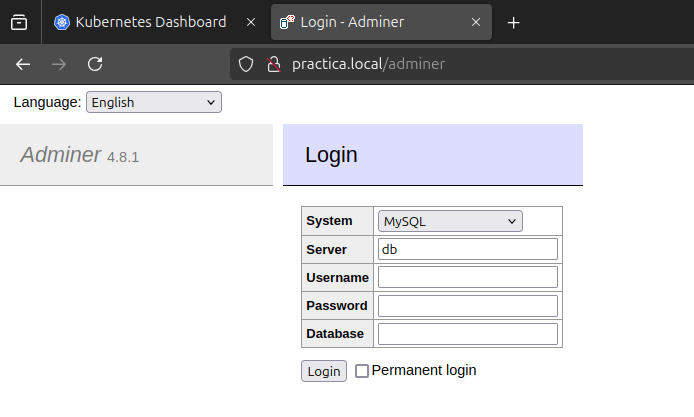 Kubernetes Dashboard
Login - Adminer
practica.local/adminer
Language: English
Adminer 4.8.1
Login
System MySQL
Server db
Username
Password
Database
Login Permanent login